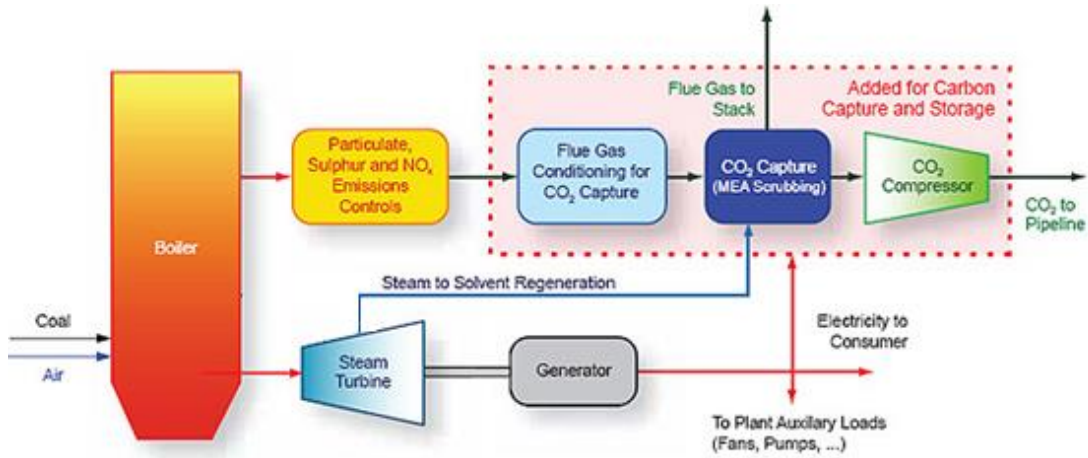 Flue Gas to
Stack
Added for Carbon
Capture and Storage
Particulate,
Sulphur and NOₓ
Emissions
Controls
Flue Gas
Conditioning for
CO₂ Capture
CO₂ Capture
(MEA Scrubbing)
CO₂
Compressor
CO₂ to
Pipeline
Boiler
Steam to Solvent Regeneration
Coal
Air
Steam
Turbine
Generator
Electricity to
Consumer
To Plant Auxilary Loads
(Fans, Pumps, ...)